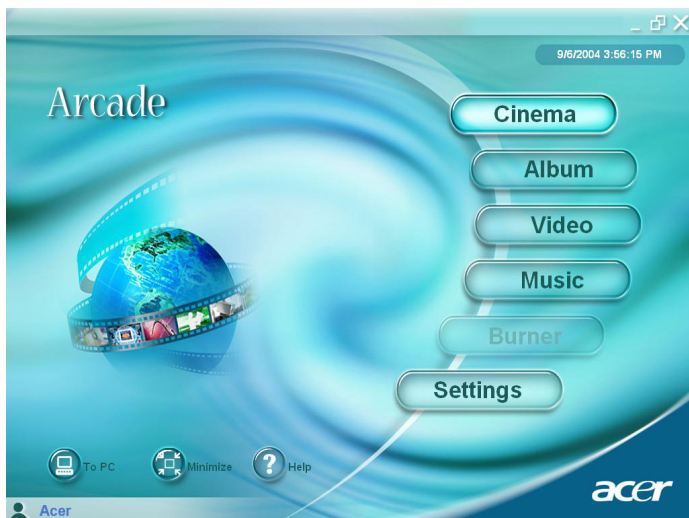 9/6/2004 3:56:15 PM
Arcade
Cinema
Album
Video
Music
Burner
Settings
To PC
Minimize
Help
acer
Acer